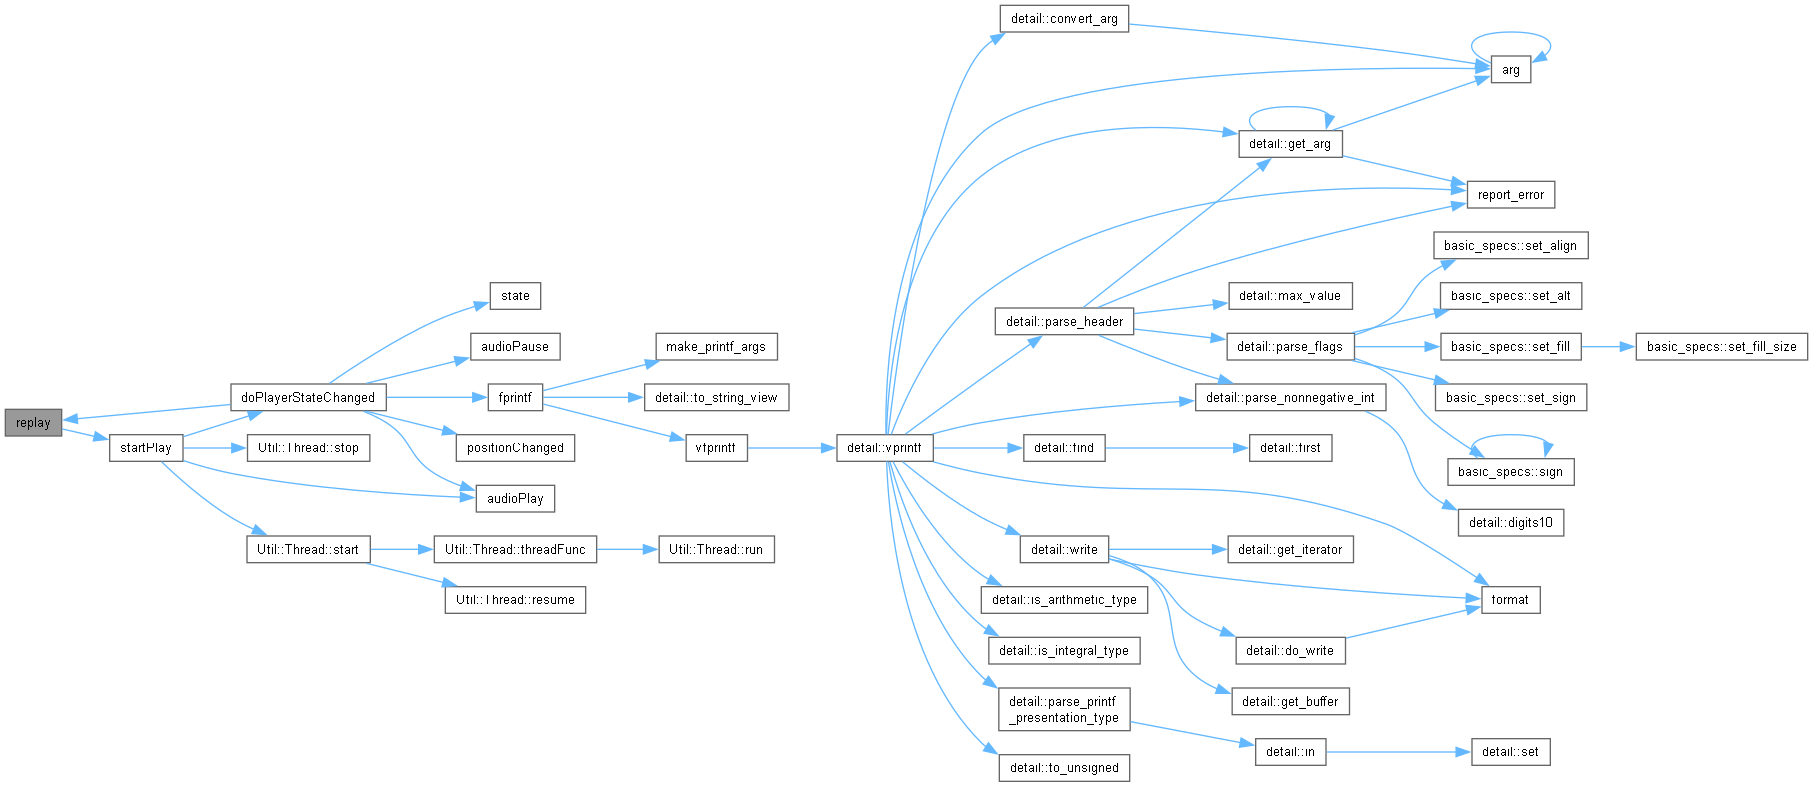 replay
startPlay
doPlayerStateChanged
Util::Thread::stop
Util::Thread::start
state
audioPause
fprintf
positionChanged
audioPlay
Util::Thread::threadFunc
Util::Thread::resume
make_printf_args
detail::to_string_view
vfprintf
Util::Thread::run
detail::vprintf
detail::convert_arg
detail::parse_header
detail::find
detail::write
detail::is_arithmetic_type
detail::is_integral_type
detail::parse_printf
_presentation_type
detail::to_unsigned
detail::get_arg
detail::max_value
detail::parse_flags
detail::parse_nonnegative_int
detail::first
detail::get_iterator
detail::do_write
detail::get_buffer
detail::in
arg
report_error
basic_specs::set_align
basic_specs::set_alt
basic_specs::set_fill
basic_specs::set_sign
basic_specs::sign
detail::digits10
format
detail::set
basic_specs::set_fill_size